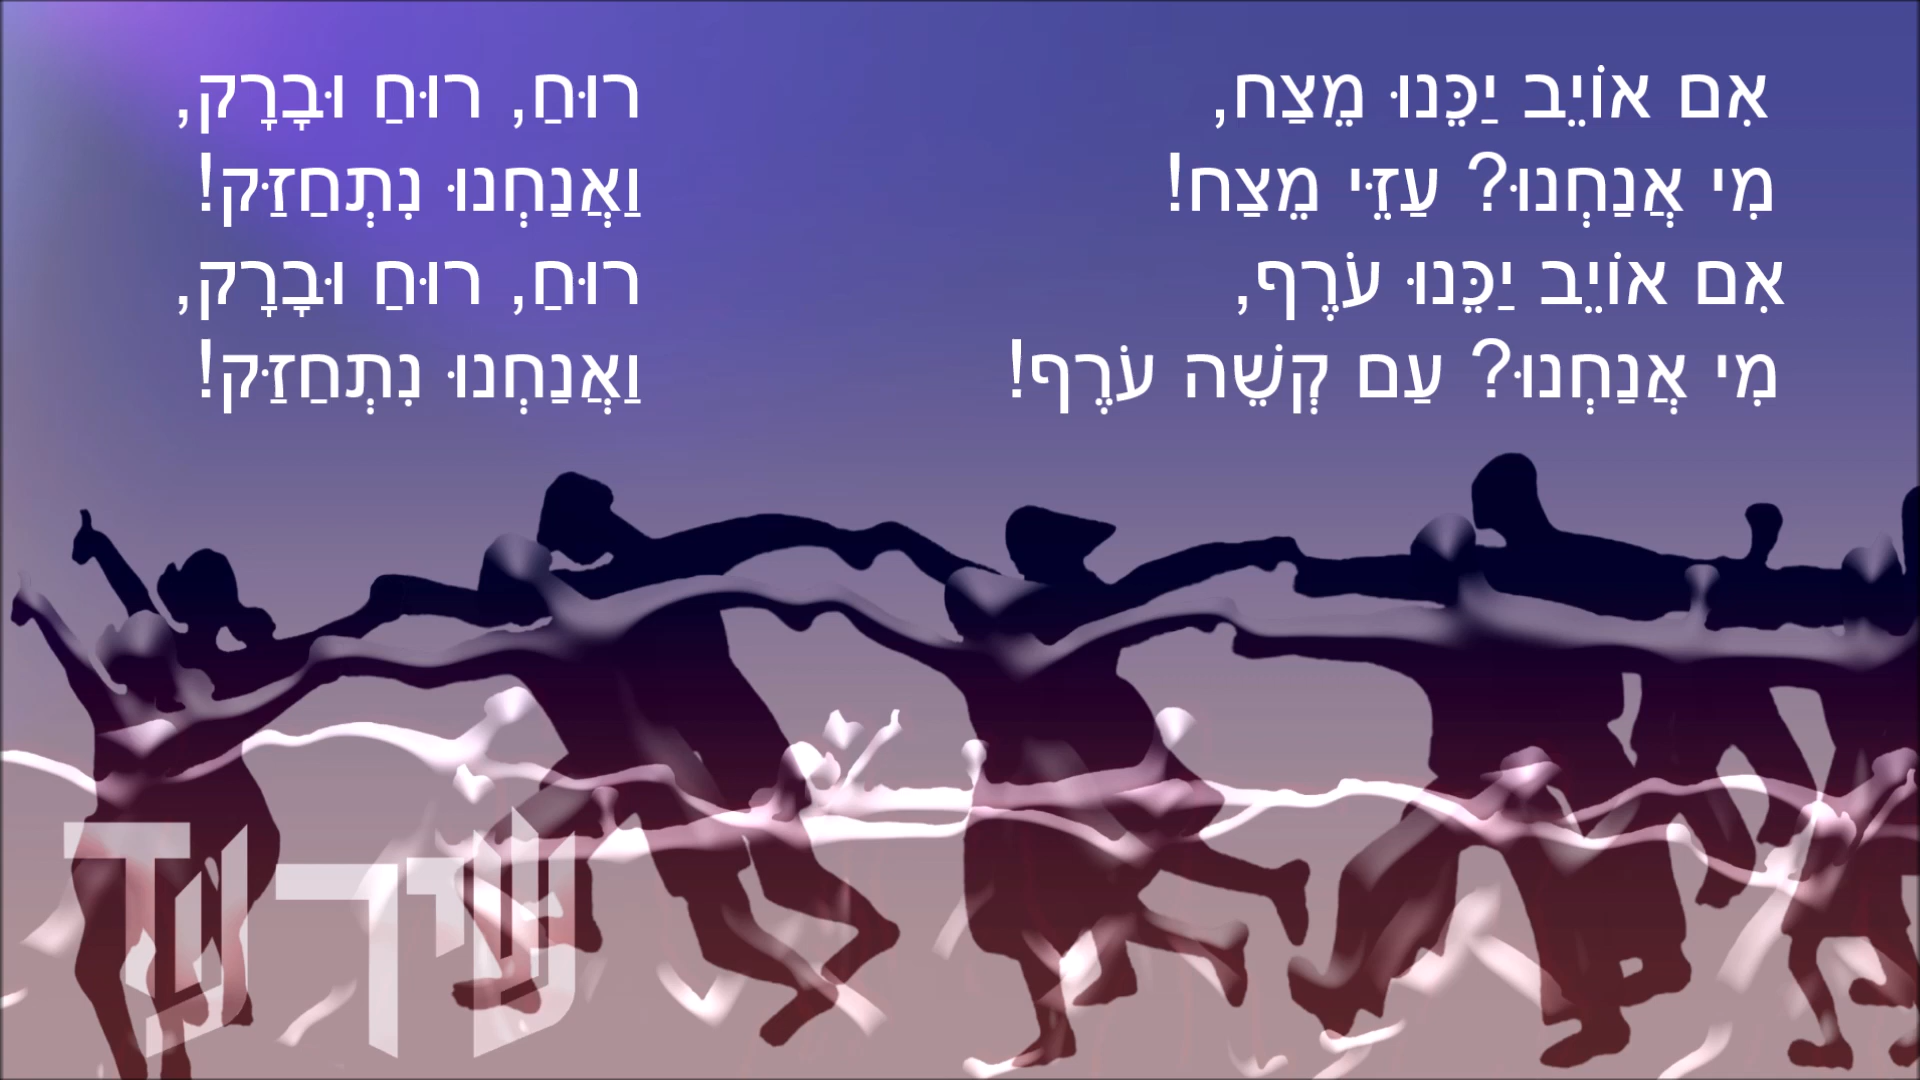 אִם אוֹיֵב יַכֵּנוּ מֵצַח,
מִי אֲנַחְנוּ? עַזֵּי מֵצַח!
אִם אוֹיֵב יַכֵּנוּ עֹרֶף,
מִי אֲנַחְנוּ? עַם קְשֵׁה עֹרֶף!
רוּחַ, רוּחַ וּבָרָק,
וַאֲנַחְנוּ נִתְחַזַּק!
רוּחַ, רוּחַ וּבָרָק,
וַאֲנַחְנוּ נִתְחַזַּק!